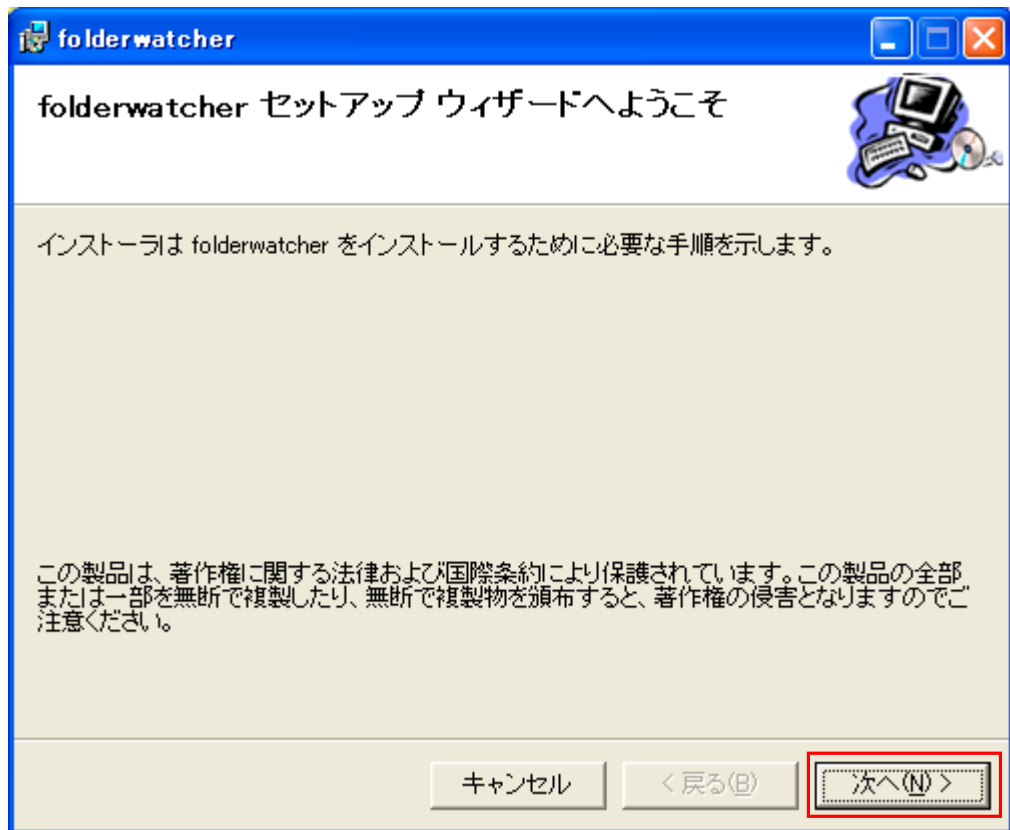 folderwatcher
folderwatcher セットアップ ウィザードへようこそ
インストーラは folderwatcher をインストールするために必要な手順を示します。
この製品は、著作権に関する法律および国際条約により保護されています。この製品の全部
または一部を無断で複製したり、無断で複製物を頒布すると、著作権の侵害となりますのでご
注意ください。
キャンセル
< 戻る(B)
次へ(N) >